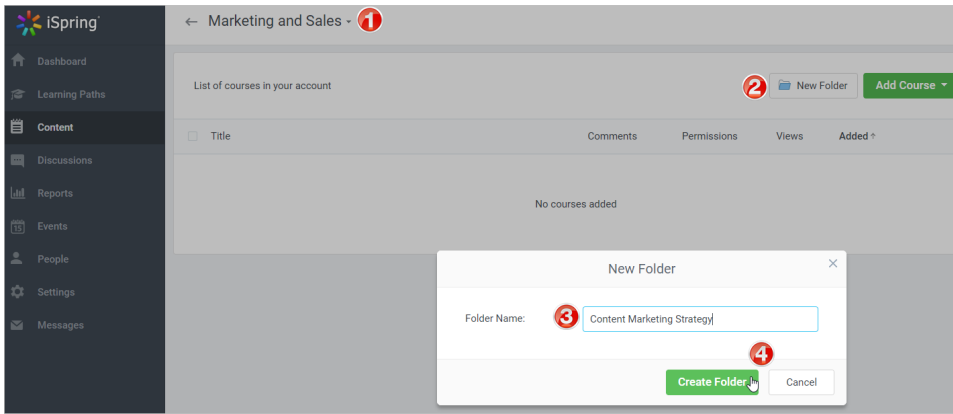 iSpring
← Marketing and Sales
1
Dashboard
Learning Paths
Content
Discussions
Reports
15
Events
People
Settings
Messages
List of courses in your account
2
New Folder
Add Course
Title
Comments
Permissions
Views
Added ↑
No courses added
New Folder
×
Folder Name:
3
Content Marketing Strategy
4
Create Folder
Cancel